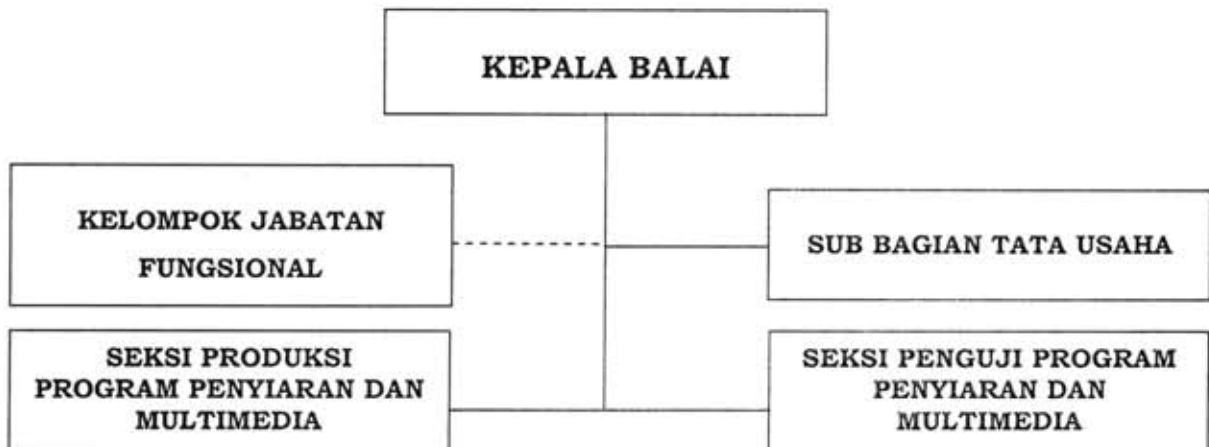 KEPALA BALAI
KELOMPOK JABATAN
FUNGSIONAL
SUB BAGIAN TATA USAHA
SEKSI PRODUKSI
PROGRAM PENYIARAN DAN
MULTIMEDIA
SEKSI PENGUJI PROGRAM
PENYIARAN DAN
MULTIMEDIA